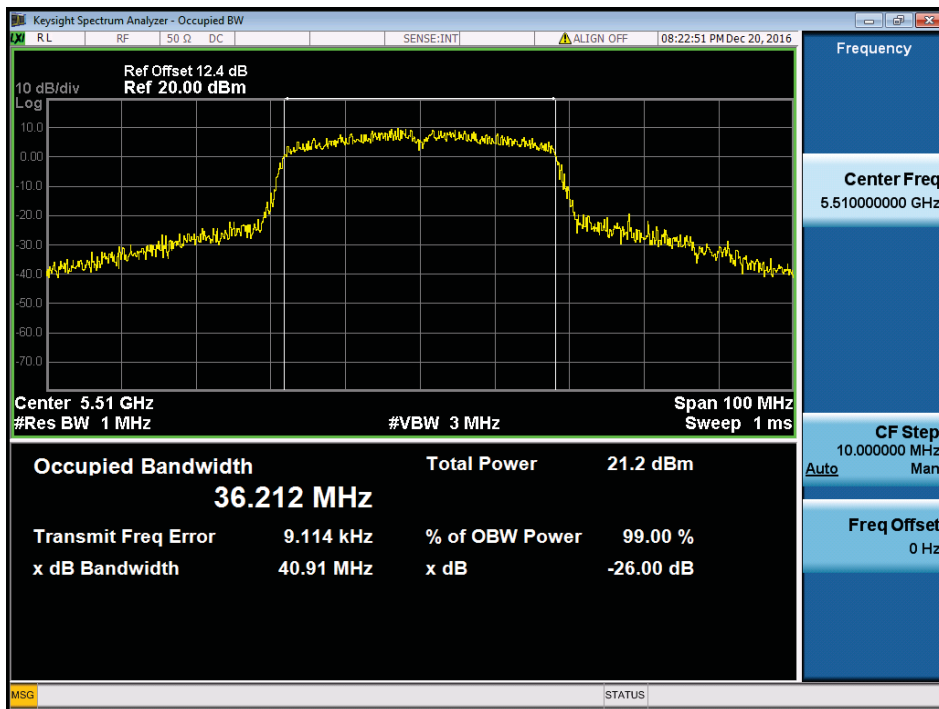 Keysight Spectrum Analyzer - Occupied BW
LXI RL RF 50 Ω DC SENSE:INT ALIGN OFF 08:22:51 PM Dec 20, 2016
Frequency
Ref Offset 12.4 dB
10 dB/div Ref 20.00 dBm
Log
10.0
0.00
-10.0
-20.0
-30.0
-40.0
-50.0
-60.0
-70.0
Center 5.51 GHz Span 100 MHz
#Res BW 1 MHz #VBW 3 MHz Sweep 1 ms
Center Freq
5.510000000 GHz
CF Step
10.000000 MHz
Auto Man
Freq Offset
0 Hz
Occupied Bandwidth Total Power 21.2 dBm
36.212 MHz
Transmit Freq Error 9.114 kHz % of OBW Power 99.00 %
x dB Bandwidth 40.91 MHz x dB -26.00 dB
MSG STATUS